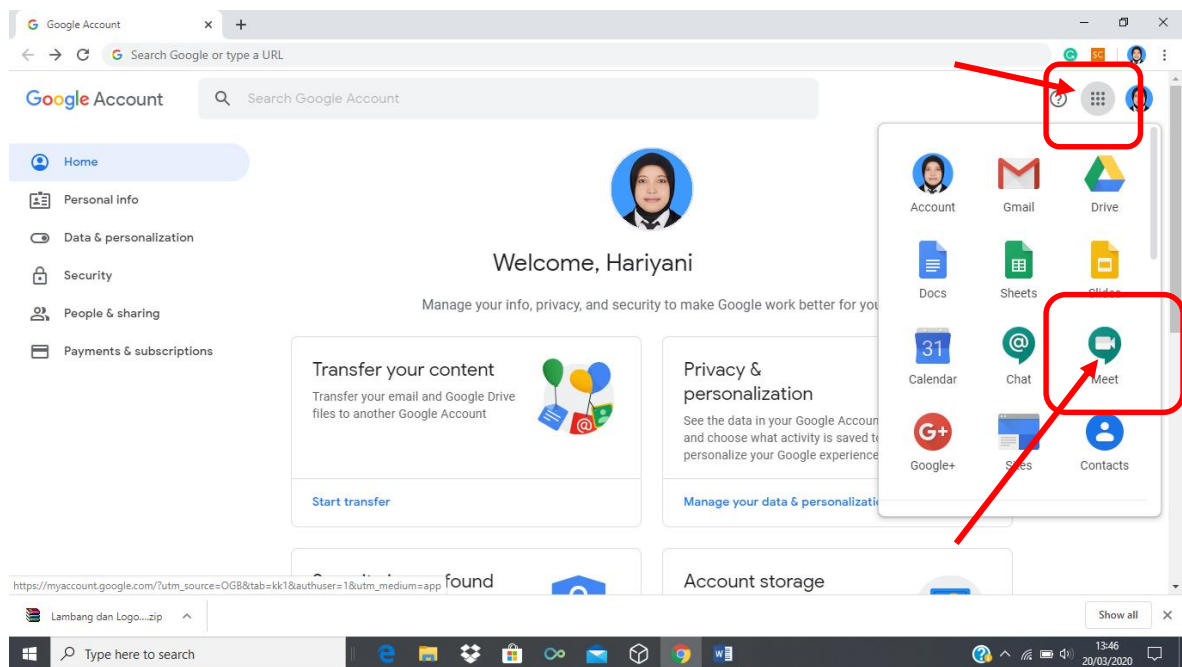 Google Account
Search Google or type a URL
SC
Google Account
Search Google Account
Home
Personal info
Data & personalization
Security
People & sharing
Payments & subscriptions
Welcome, Hariyani
Manage your info, privacy, and security to make Google work better for you
Transfer your content
Transfer your email and Google Drive
files to another Google Account
Start transfer
Privacy &
personalization
See the data in your Google Accoun
and choose what activity is saved to
personalize your Google experience
Manage your data & personalizati
found
Account storage
Account
Gmail
Drive
Docs
Sheets
Slides
31
Calendar
Chat
Meet
G+
Google+
Sites
Contacts
https://myaccount.google.com/?utm_source=OGB&tab=kk1&authuser=1&utm_medium=app
Lambang dan Logo....zip
Show all
Type here to search
13:46
20/03/2020